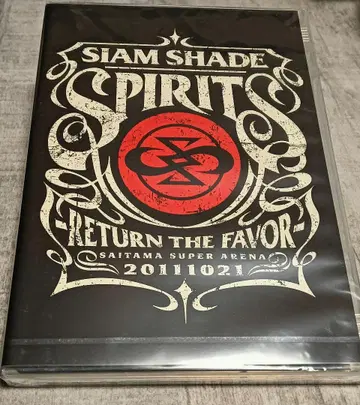 SIAM SHADE
SPIRITS
-RETURN THE FAVOR-
SAITAMA SUPER ARENA
20111021